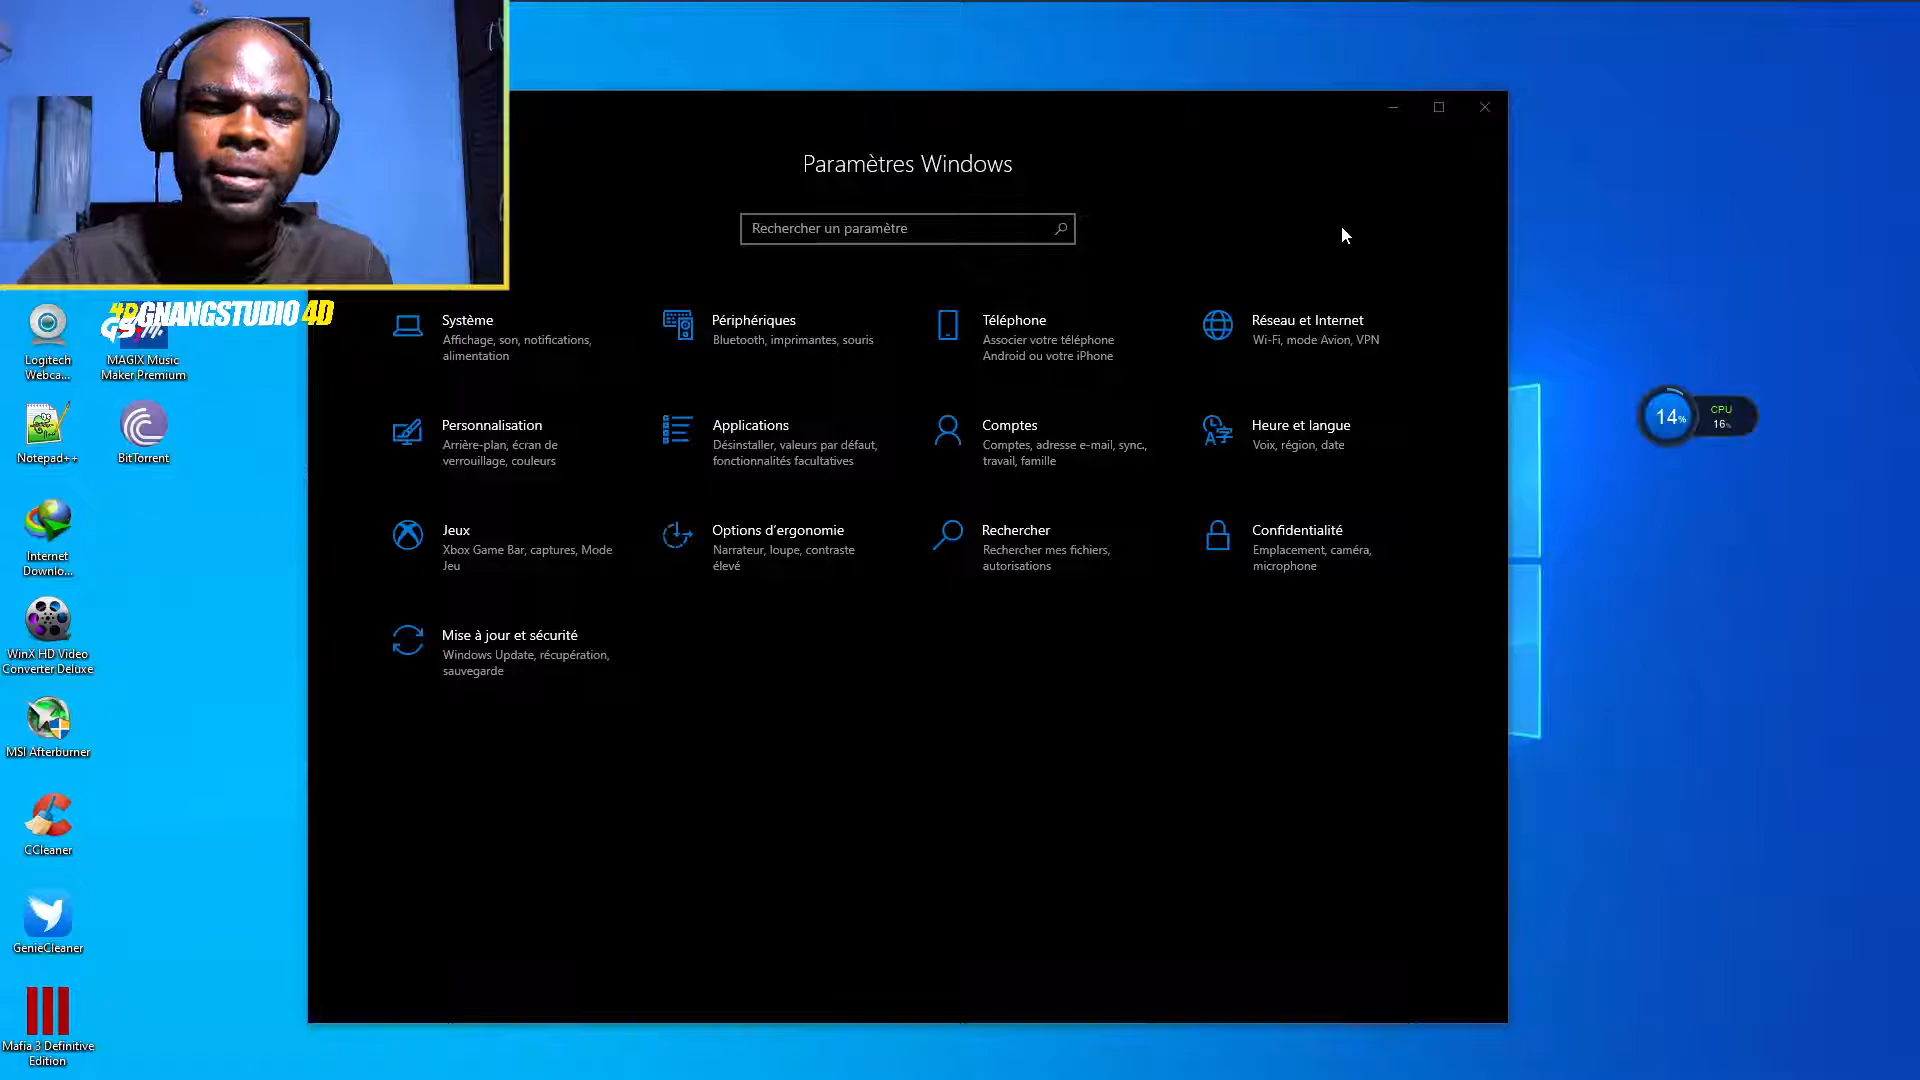 Paramètres Windows
Rechercher un paramètre
GNANGSTUDIO 4D
Système
Affichage, son, notifications,
alimentation
Périphériques
Bluetooth, imprimantes, souris
Téléphone
Associer votre téléphone
Android ou votre iPhone
Réseau et Internet
Wi-Fi, mode Avion, VPN
Personnalisation
Arrière-plan, écran de
verrouillage, couleurs
Applications
Désinstaller, valeurs par défaut,
fonctionnalités facultatives
Comptes
Comptes, adresse e-mail, sync.,
travail, famille
Heure et langue
Voix, région, date
Jeux
Xbox Game Bar, captures, Mode
Jeu
Options d’ergonomie
Narrateur, loupe, contraste
élevé
Rechercher
Rechercher mes fichiers,
autorisations
Confidentialité
Emplacement, caméra,
microphone
Mise à jour et sécurité
Windows Update, récupération,
sauvegarde
14%
CPU
16%
Logitech
Webca...
MAGIX Music
Maker Premium
Notepad++
BitTorrent
Internet
Downlo...
WinX HD Video
Converter Deluxe
MSI Afterburner
CCleaner
GenieCleaner
Mafia 3 Definitive
Edition